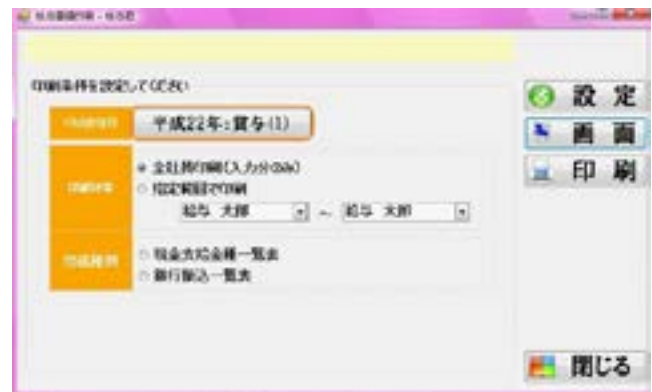 印刷条件を設定してください
平成22年:賞与(1)
全社員印刷(入力分のみ)
指定範囲で印刷
給与 太郎 ～ 給与 太郎
現金支給金種一覧表
銀行振込一覧表
設定
画面
印刷
閉じる